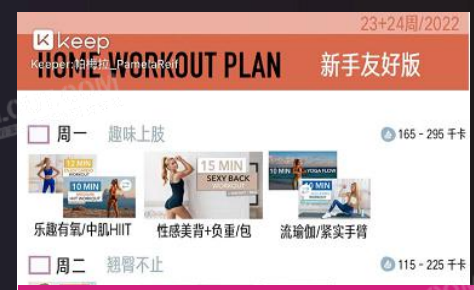 23+24周/2022
keep
Keeper:帕梅拉_PamelaReif
HOME WORKOUT PLAN 新手友好版
周一 趣味上肢 165 - 295 千卡
12 MIN
10 MIN
15 MIN
SEXY BACK
WORKOUT
10 MIN YOGA FLOW
10 MIN
乐趣有氧/中肌HIIT 性感美背+负重/包 流瑜伽/紧实手臂
周二 翘臀不止 115 - 225 千卡